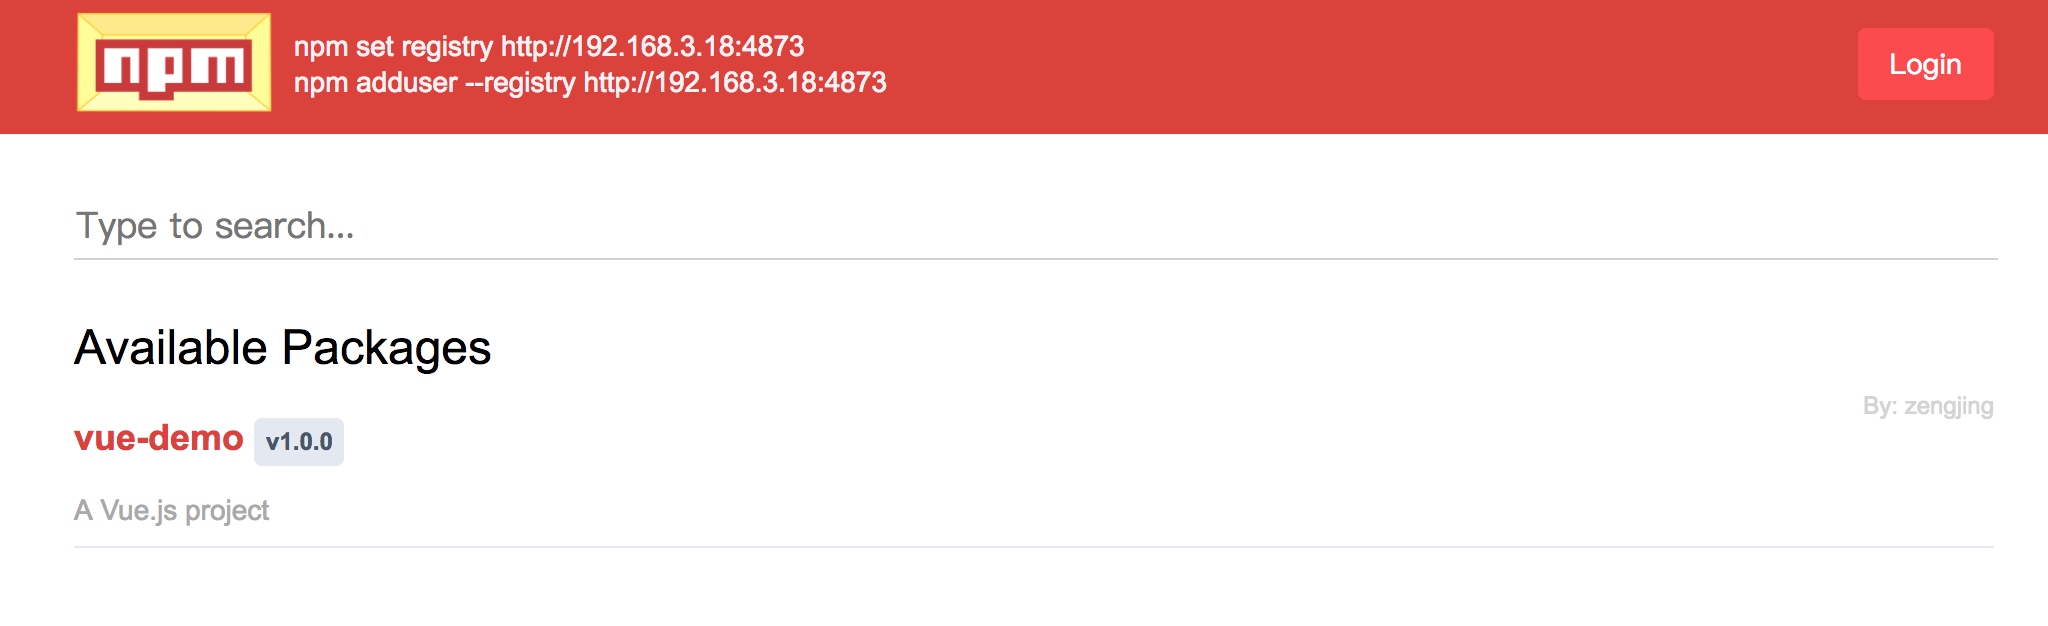 npm
npm set registry http://192.168.3.18:4873
npm adduser --registry http://192.168.3.18:4873
Login
Type to search...
Available Packages
By: zengjing
vue-demo v1.0.0
A Vue.js project